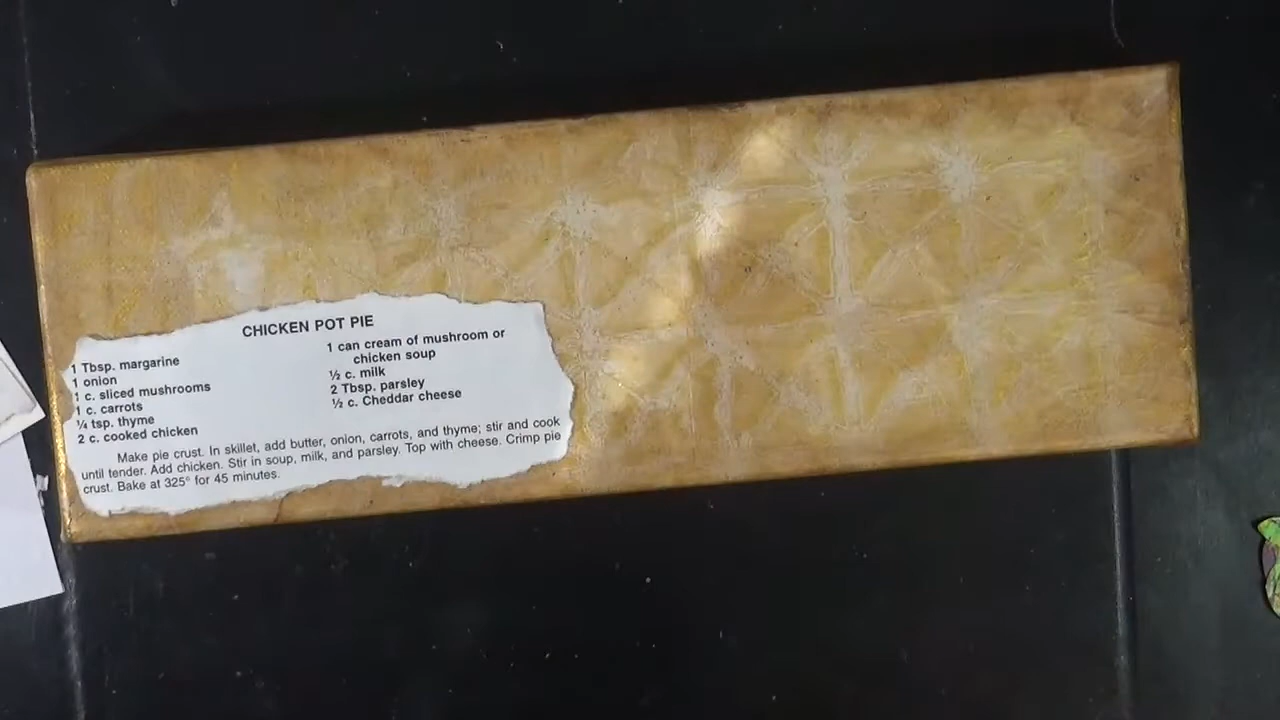 CHICKEN POT PIE
1 Tbsp. margarine
1 onion
1 c. sliced mushrooms
1 c. carrots
¼ tsp. thyme
2 c. cooked chicken
1 can cream of mushroom or
chicken soup
½ c. milk
2 Tbsp. parsley
½ c. Cheddar cheese
Make pie crust. In skillet, add butter, onion, carrots, and thyme; stir and cook
until tender. Add chicken. Stir in soup, milk, and parsley. Top with cheese. Crimp pie
crust. Bake at 325° for 45 minutes.